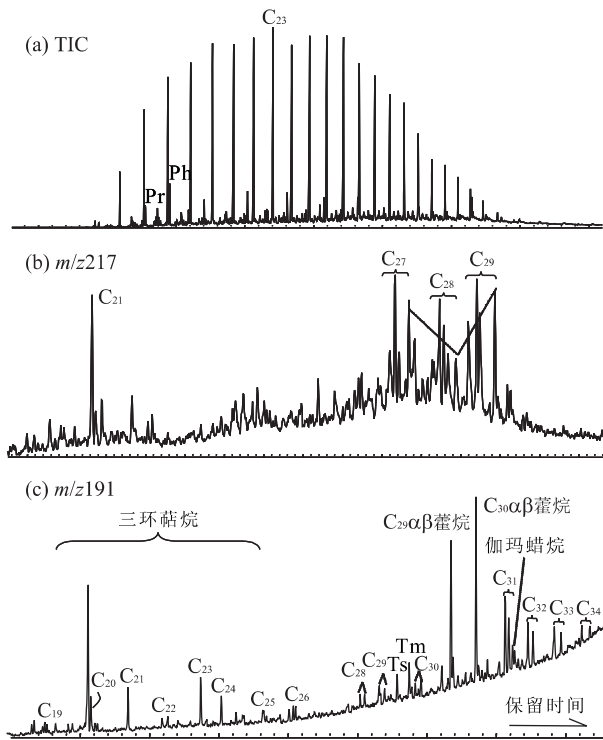 (a) TIC
C₂₃
Pr
Ph
(b) m/z217
C₂₁
C₂₇
C₂₈
C₂₉
(c) m/z191
三环萜烷
C₂₉αβ藿烷
C₃₀αβ藿烷
伽玛蜡烷
C₁₉
C₂₀
C₂₁
C₂₂
C₂₃
C₂₄
C₂₅
C₂₆
C₂₈
C₂₉
Ts
Tm
C₃₀
C₃₁
C₃₂
C₃₃
C₃₄
保留时间